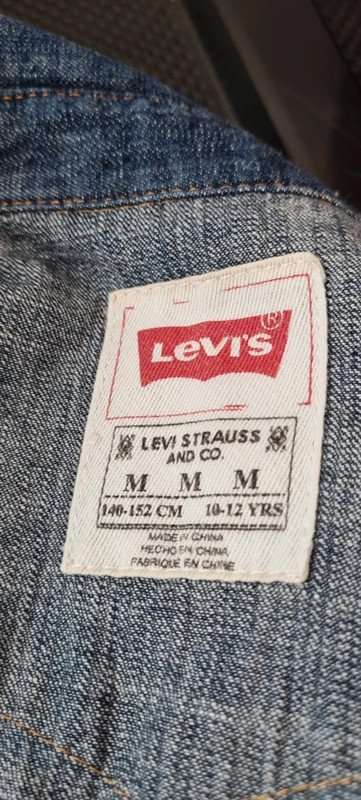 LEVI'S ®
LEVI STRAUSS
AND CO.
M M M
140-152 CM 10-12 YRS
MADE IN CHINA
HECHO EN CHINA
FABRIQUÉ EN CHINE